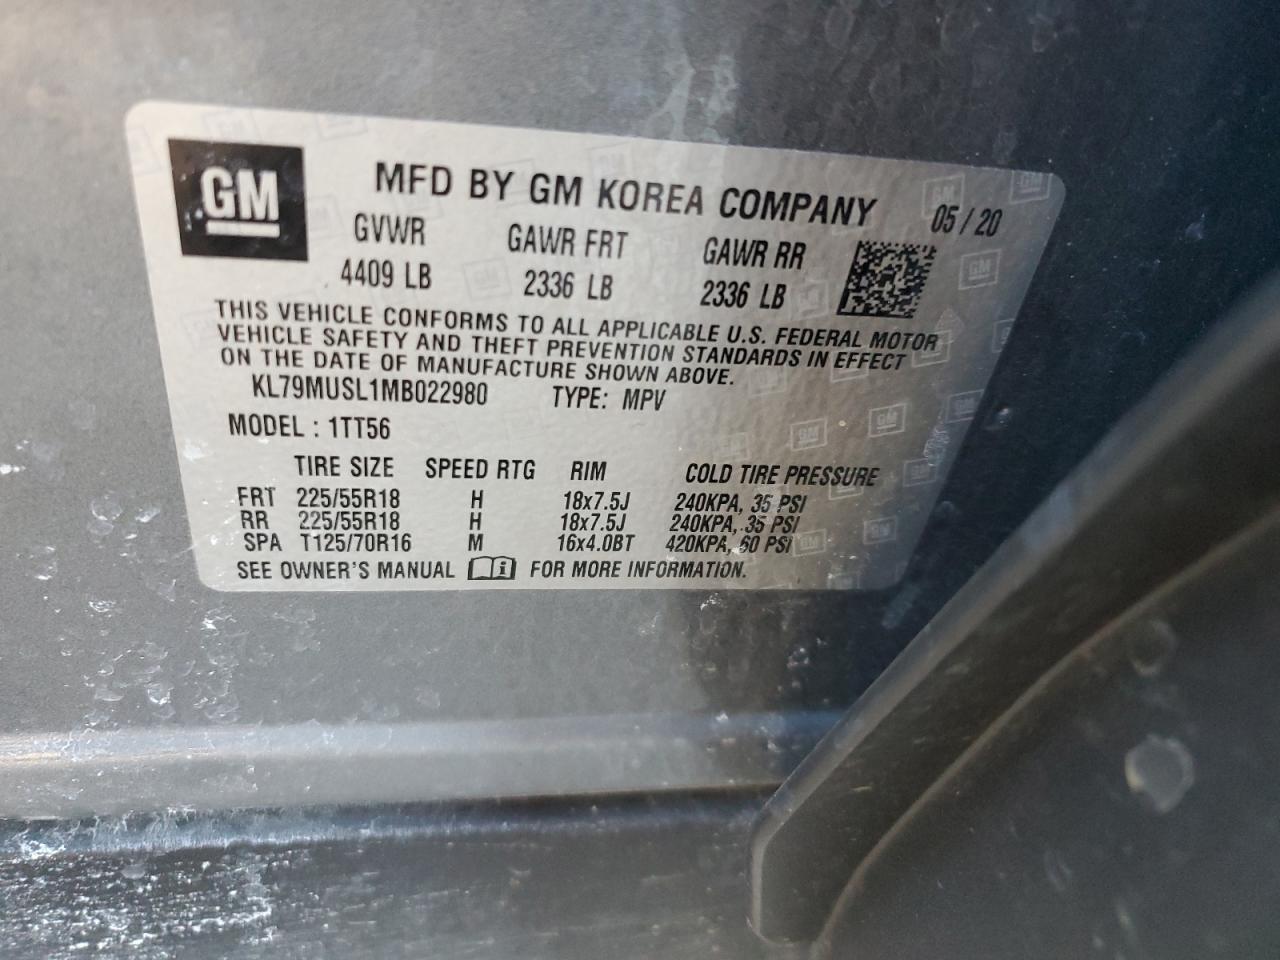 GM
MFD BY GM KOREA COMPANY 05/20
GVWR GAWR FRT GAWR RR
4409 LB 2336 LB 2336 LB
THIS VEHICLE CONFORMS TO ALL APPLICABLE U.S. FEDERAL MOTOR
VEHICLE SAFETY AND THEFT PREVENTION STANDARDS IN EFFECT
ON THE DATE OF MANUFACTURE SHOWN ABOVE.
KL79MUSL1MB022980 TYPE: MPV
MODEL : 1TT56
TIRE SIZE SPEED RTG RIM COLD TIRE PRESSURE
FRT 225/55R18 H 18x7.5J 240KPA, 35 PSI
RR 225/55R18 H 18x7.5J 240KPA, 35 PSI
SPA T125/70R16 M 16x4.0BT 420KPA, 60 PSI
SEE OWNER'S MANUAL i FOR MORE INFORMATION.